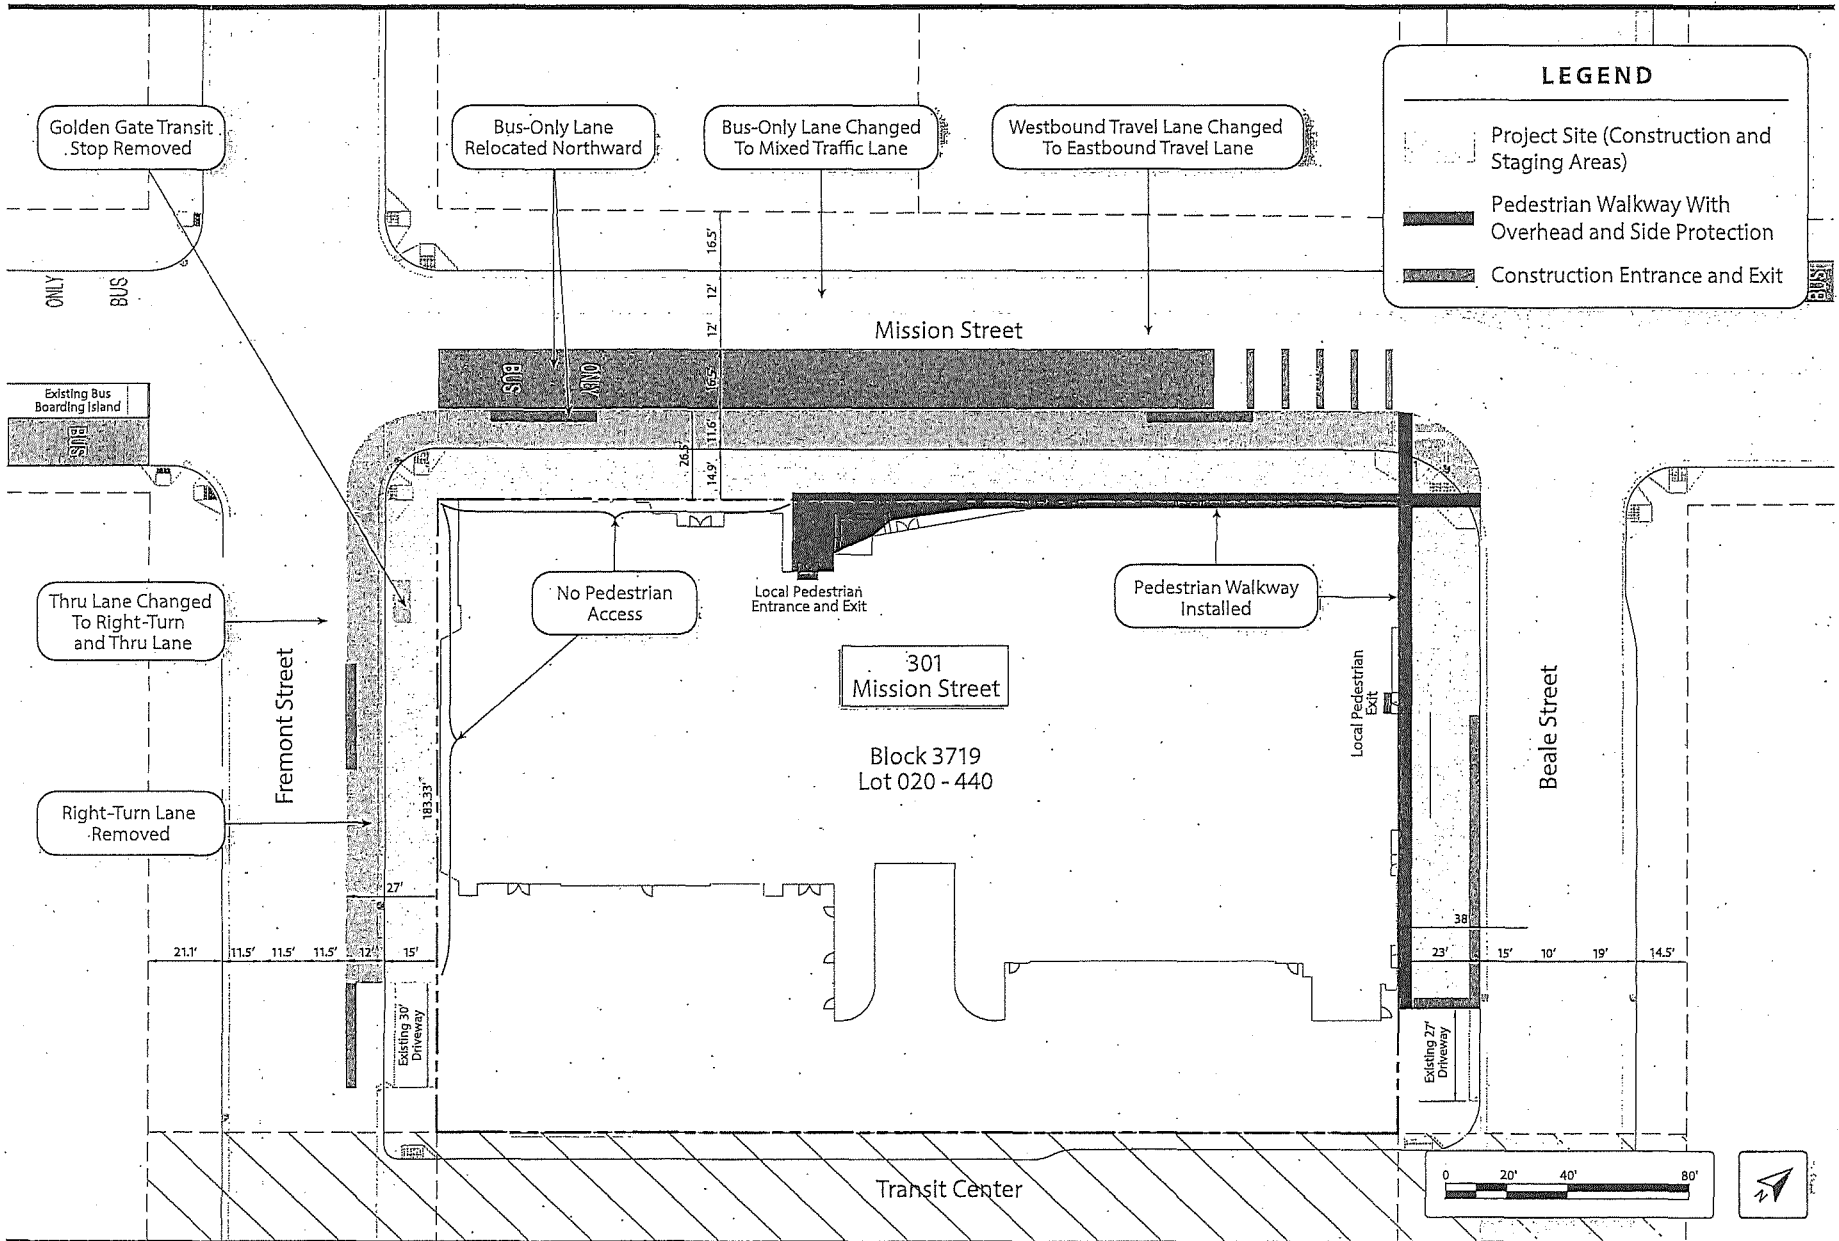 LEGEND
Project Site (Construction and
Staging Areas)
Pedestrian Walkway With
Overhead and Side Protection
Construction Entrance and Exit
Golden Gate Transit
Stop Removed
Bus-Only Lane
Relocated Northward
Bus-Only Lane Changed
To Mixed Traffic Lane
Westbound Travel Lane Changed
To Eastbound Travel Lane
ONLY
BUS
BUS
16.5'
12'
12'
Mission Street
BUS
ONLY
16.5'
Existing Bus
Boarding Island
BUS
11.6'
26.5'
14.9'
No Pedestrian
Access
Local Pedestrian
Entrance and Exit
Pedestrian Walkway
Installed
Thru Lane Changed
To Right-Turn
and Thru Lane
Fremont Street
301
Mission Street
Local Pedestrian
Exit
Beale Street
Block 3719
Lot 020 - 440
183.33'
Right-Turn Lane
Removed
27'
38'
21.1'
11.5'
11.5'
11.5'
12'
15'
23'
15'
10'
19'
14.5'
Existing 30'
Driveway
Existing 27'
Driveway
Transit Center
0
20'
40'
80'
N